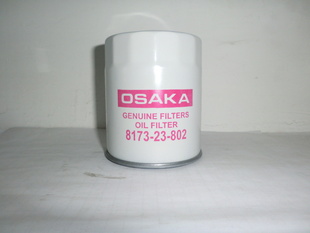 OSAKA
GENUINE FILTERS
OIL FILTER
8173-23-802